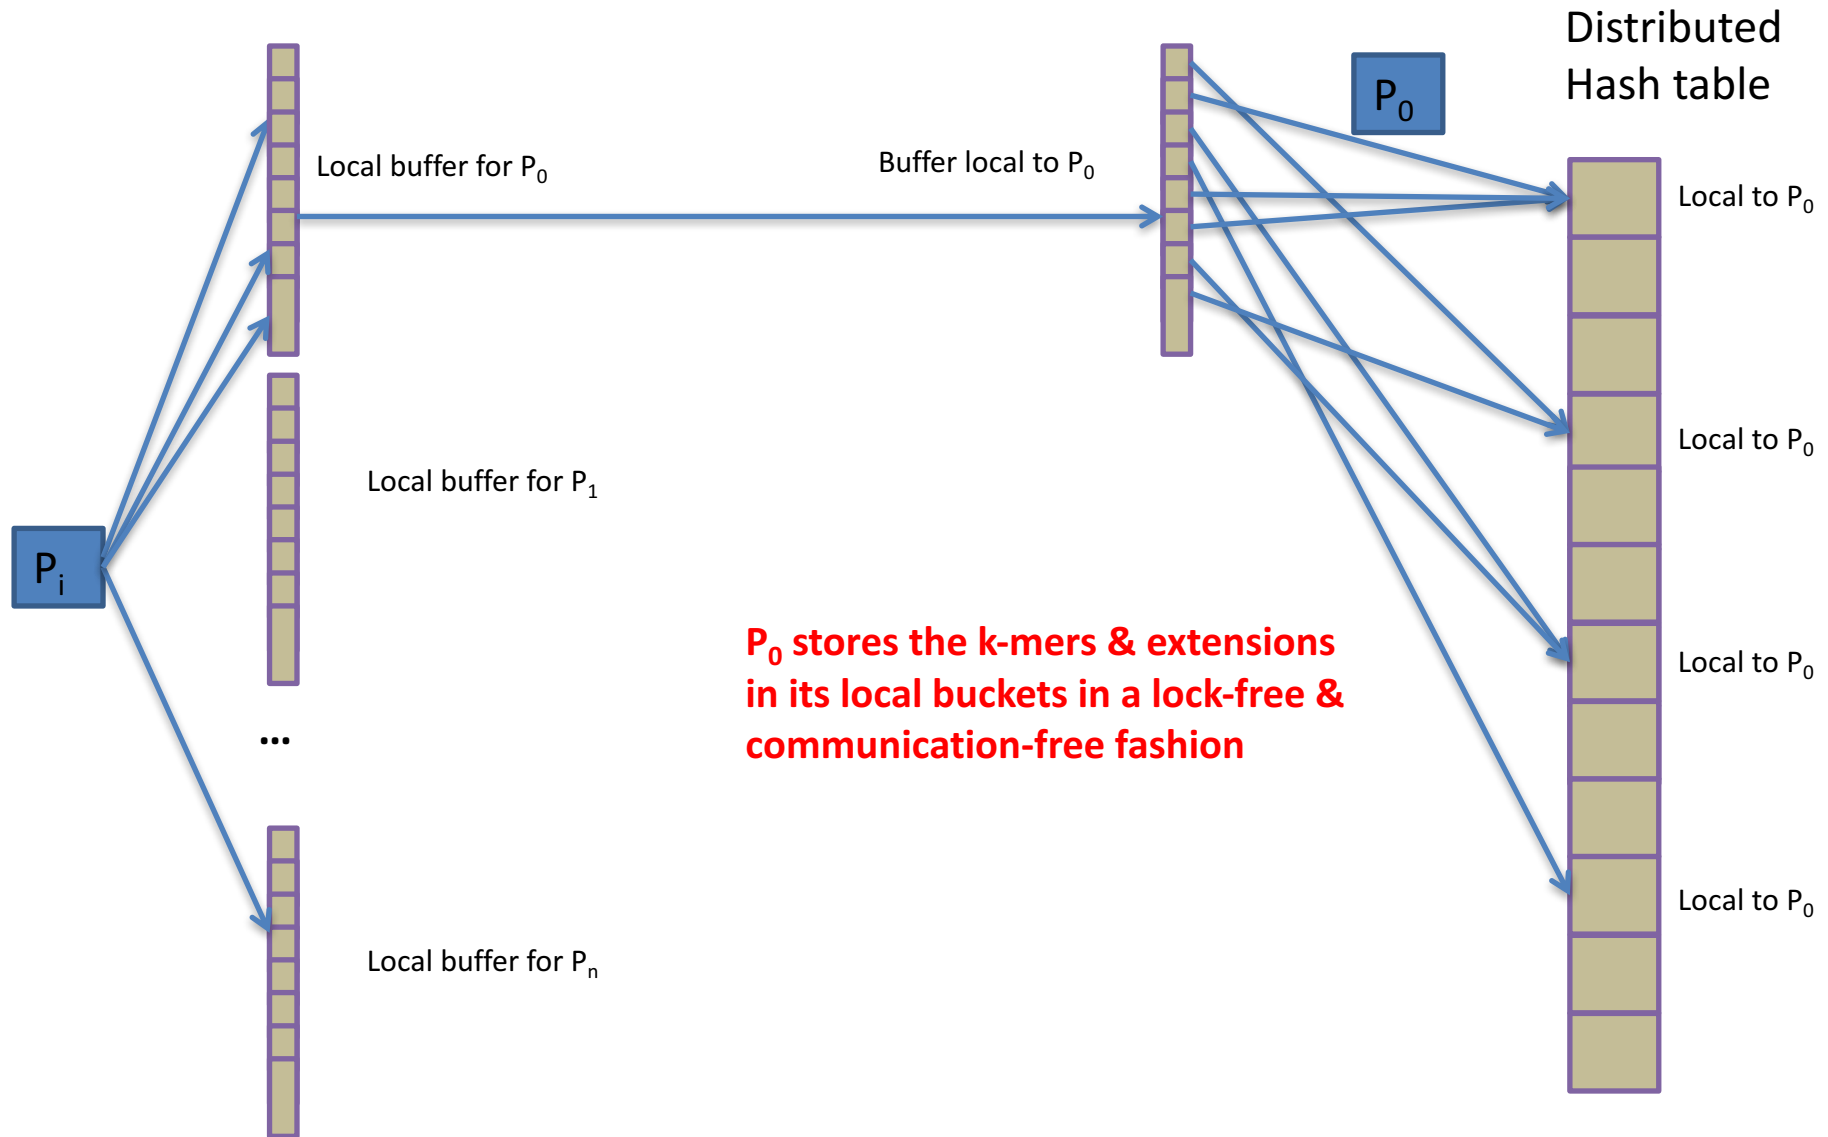 Distributed
Hash table
P₀
Local buffer for P₀
Buffer local to P₀
Local to P₀
Local to P₀
Local buffer for P₁
Pᵢ
P₀ stores the k-mers & extensions
in its local buckets in a lock-free &
communication-free fashion
Local to P₀
...
Local to P₀
Local buffer for Pₙ